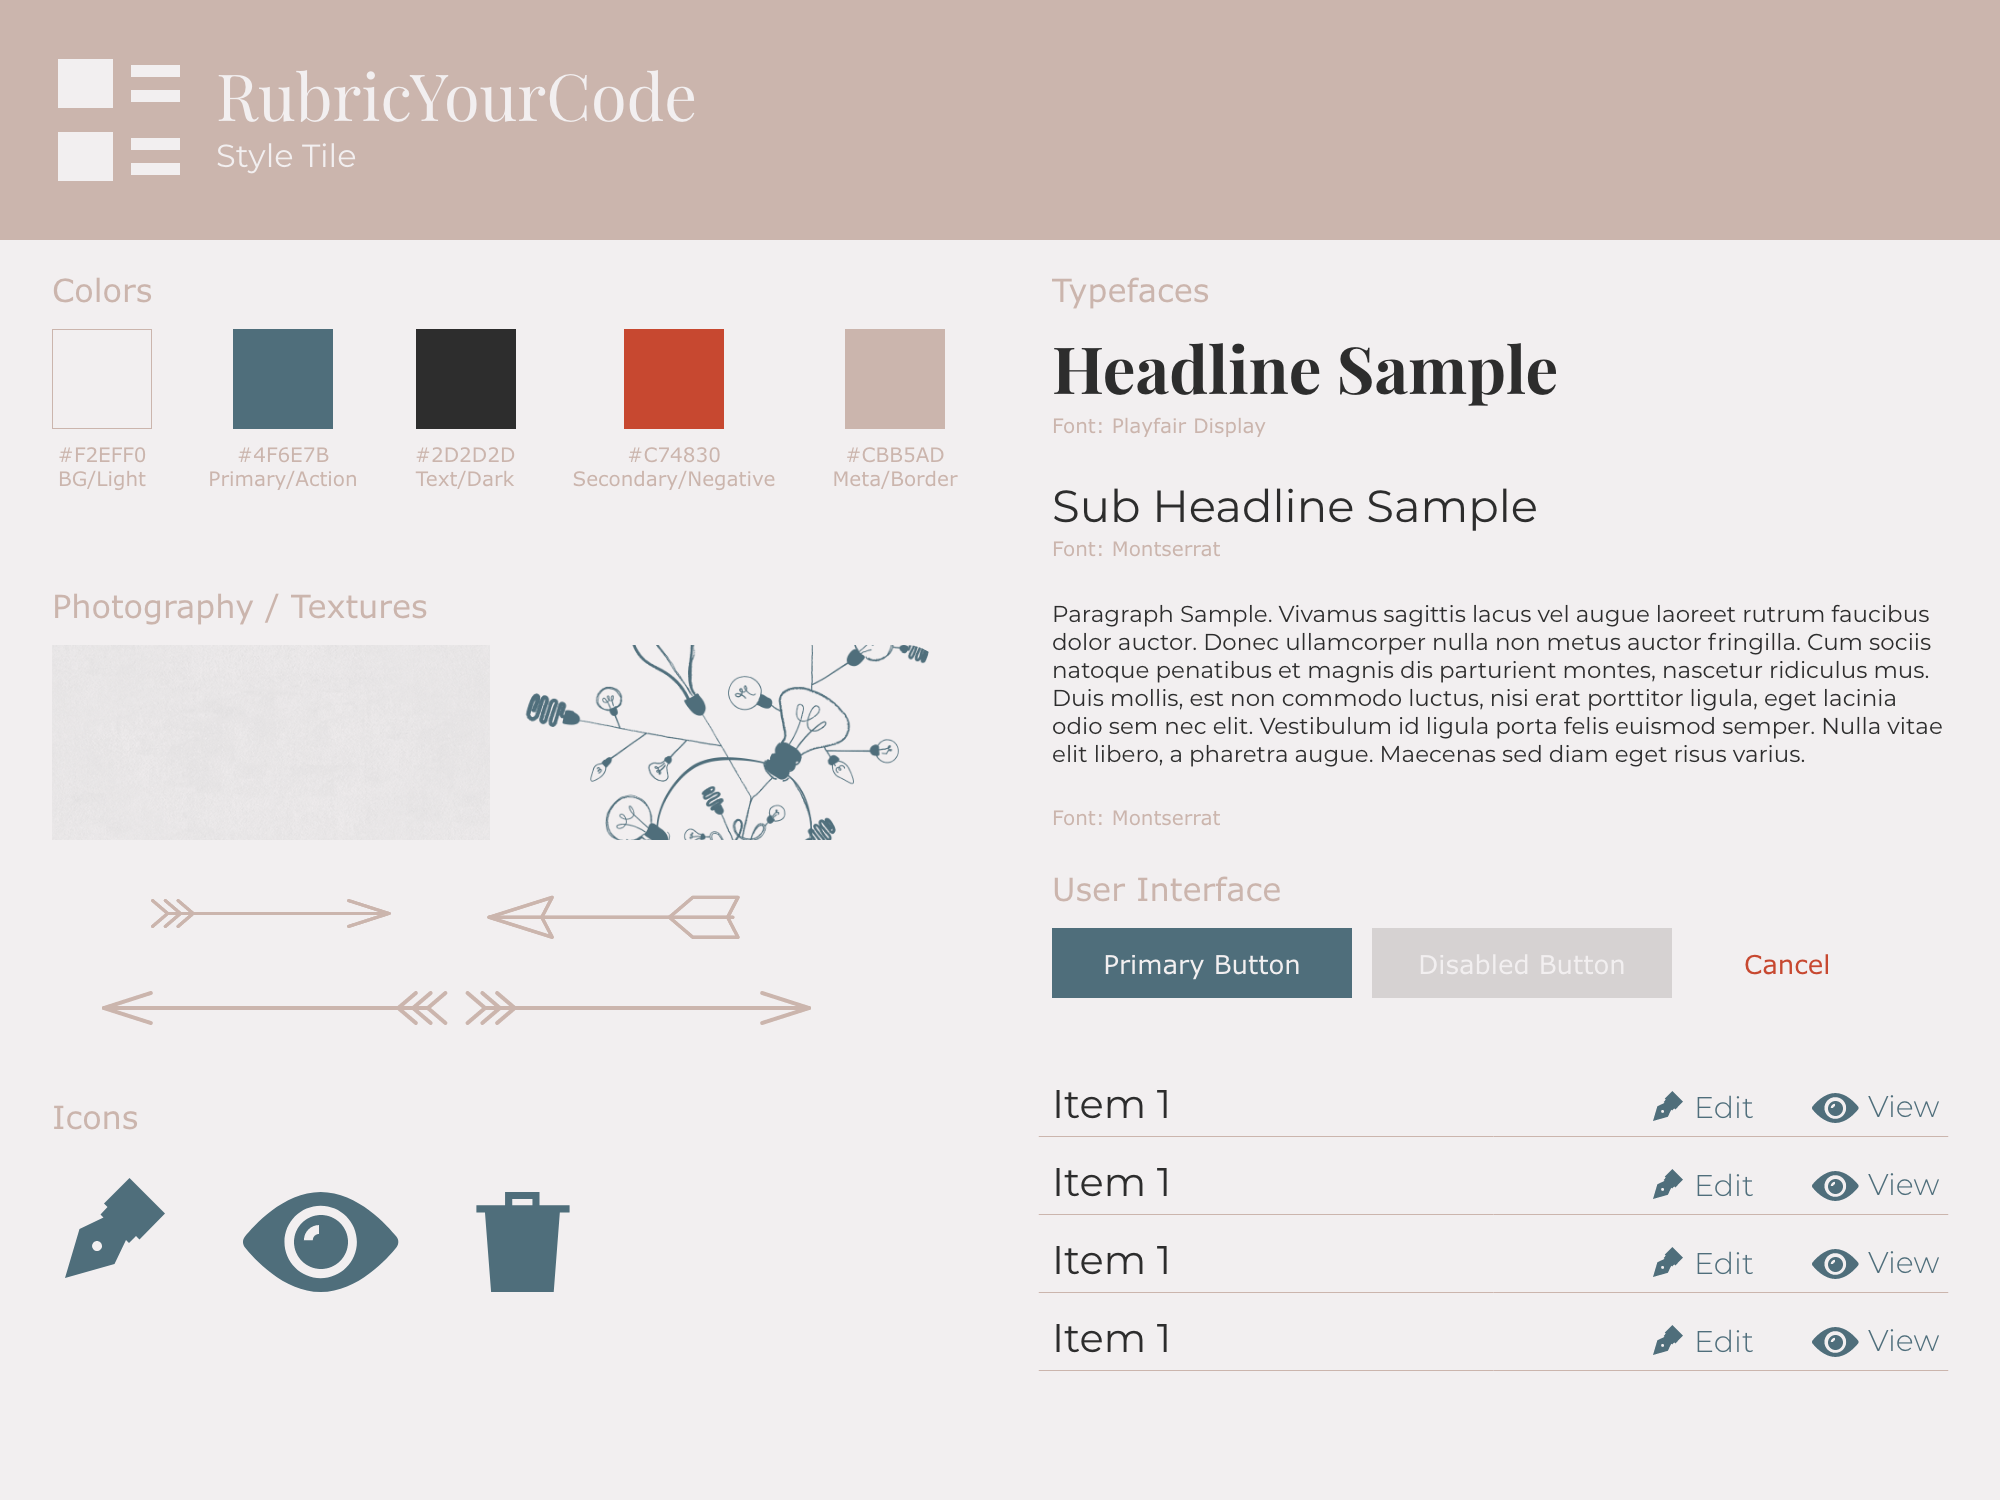 RubricYourCode
Style Tile
Colors
#F2EFF0
BG/Light
#4F6E7B
Primary/Action
#2D2D2D
Text/Dark
#C74830
Secondary/Negative
#CBB5AD
Meta/Border
Photography / Textures
Icons
Typefaces
Headline Sample
Font: Playfair Display
Sub Headline Sample
Font: Montserrat
Paragraph Sample. Vivamus sagittis lacus vel augue laoreet rutrum faucibus
dolor auctor. Donec ullamcorper nulla non metus auctor fringilla. Cum sociis
natoque penatibus et magnis dis parturient montes, nascetur ridiculus mus.
Duis mollis, est non commodo luctus, nisi erat porttitor ligula, eget lacinia
odio sem nec elit. Vestibulum id ligula porta felis euismod semper. Nulla vitae
elit libero, a pharetra augue. Maecenas sed diam eget risus varius.
Font: Montserrat
User Interface
Primary Button
Disabled Button
Cancel
Item 1 Edit View
Item 1 Edit View
Item 1 Edit View
Item 1 Edit View